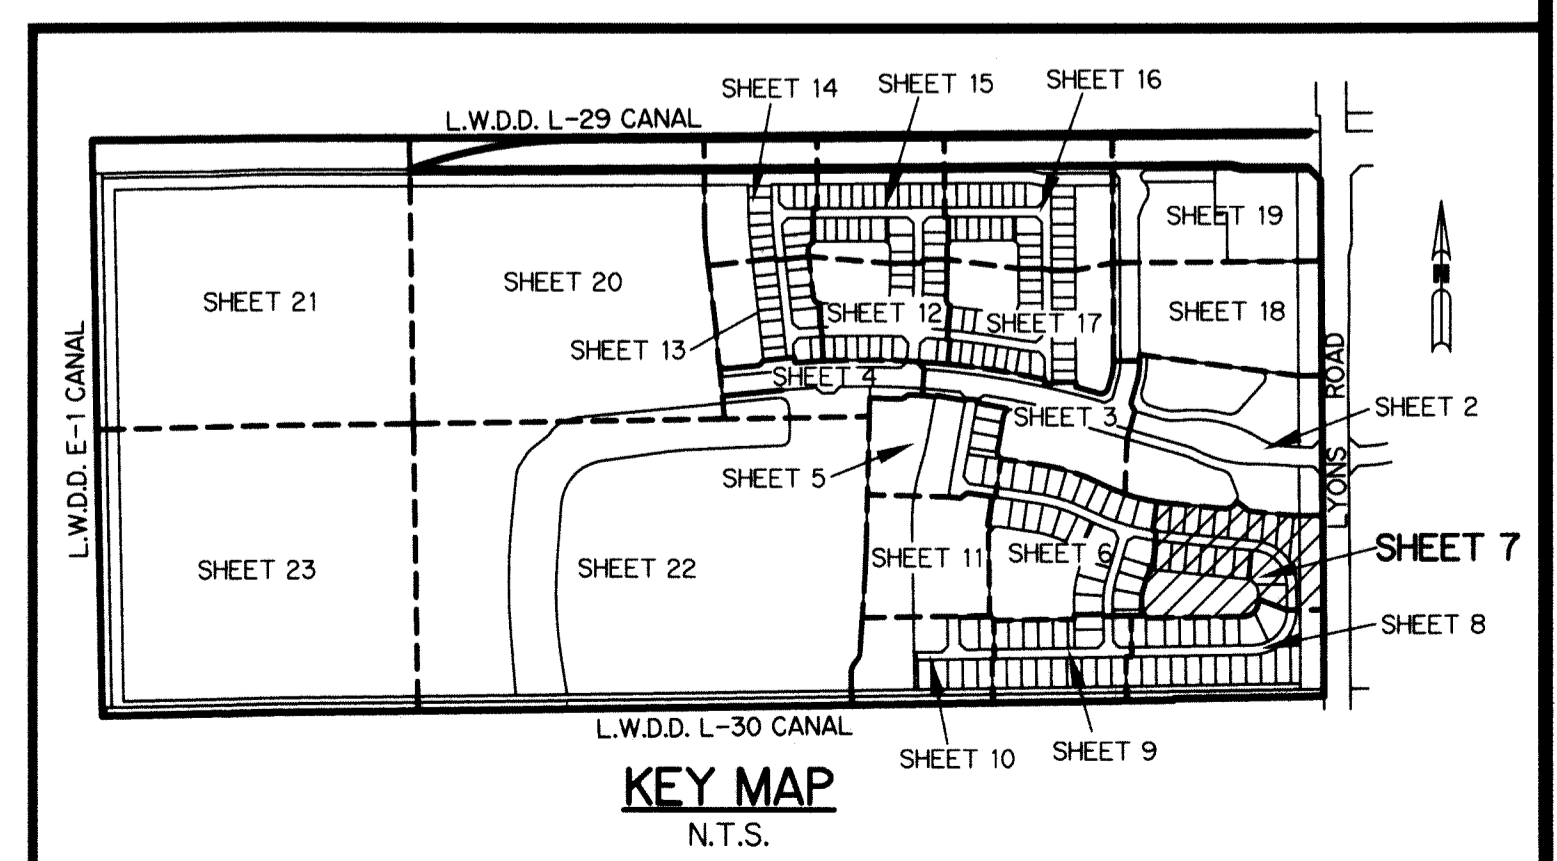 SHEET 14
SHEET 15
SHEET 16
L.W.D.D. L-29 CANAL
SHEET 19
SHEET 21
SHEET 20
SHEET 12
SHEET 17
SHEET 18
N
SHEET 13
SHEET 4
SHEET 3
SHEET 2
L.W.D.D. E-1 CANAL
LYONS ROAD
SHEET 5
SHEET 23
SHEET 22
SHEET 11
SHEET 6
SHEET 7
SHEET 8
L.W.D.D. L-30 CANAL
SHEET 10
SHEET 9
KEY MAP
N.T.S.